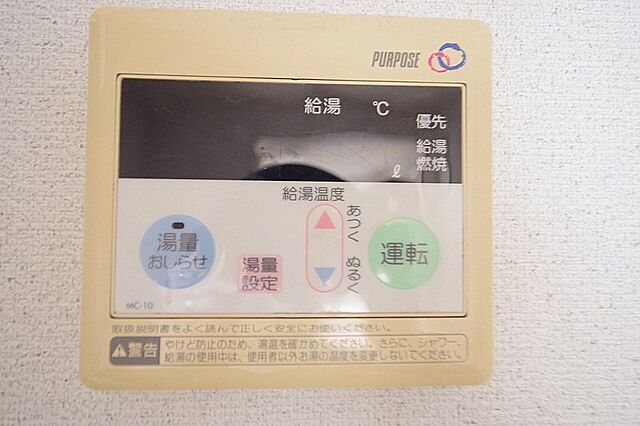 PURPOSE
給湯 ℃
優先
給湯
燃焼
ℓ
給湯温度
あつく
ぬるく
湯量
おしらせ
湯量
設定
運転
MC-10
取扱説明書をよく読んで正しく安全にお使いください。
警告
やけど防止のため、湯温を確かめてください。さらに、シャワー、
給湯の使用中は、使用者以外お湯の温度を変更しないでください。